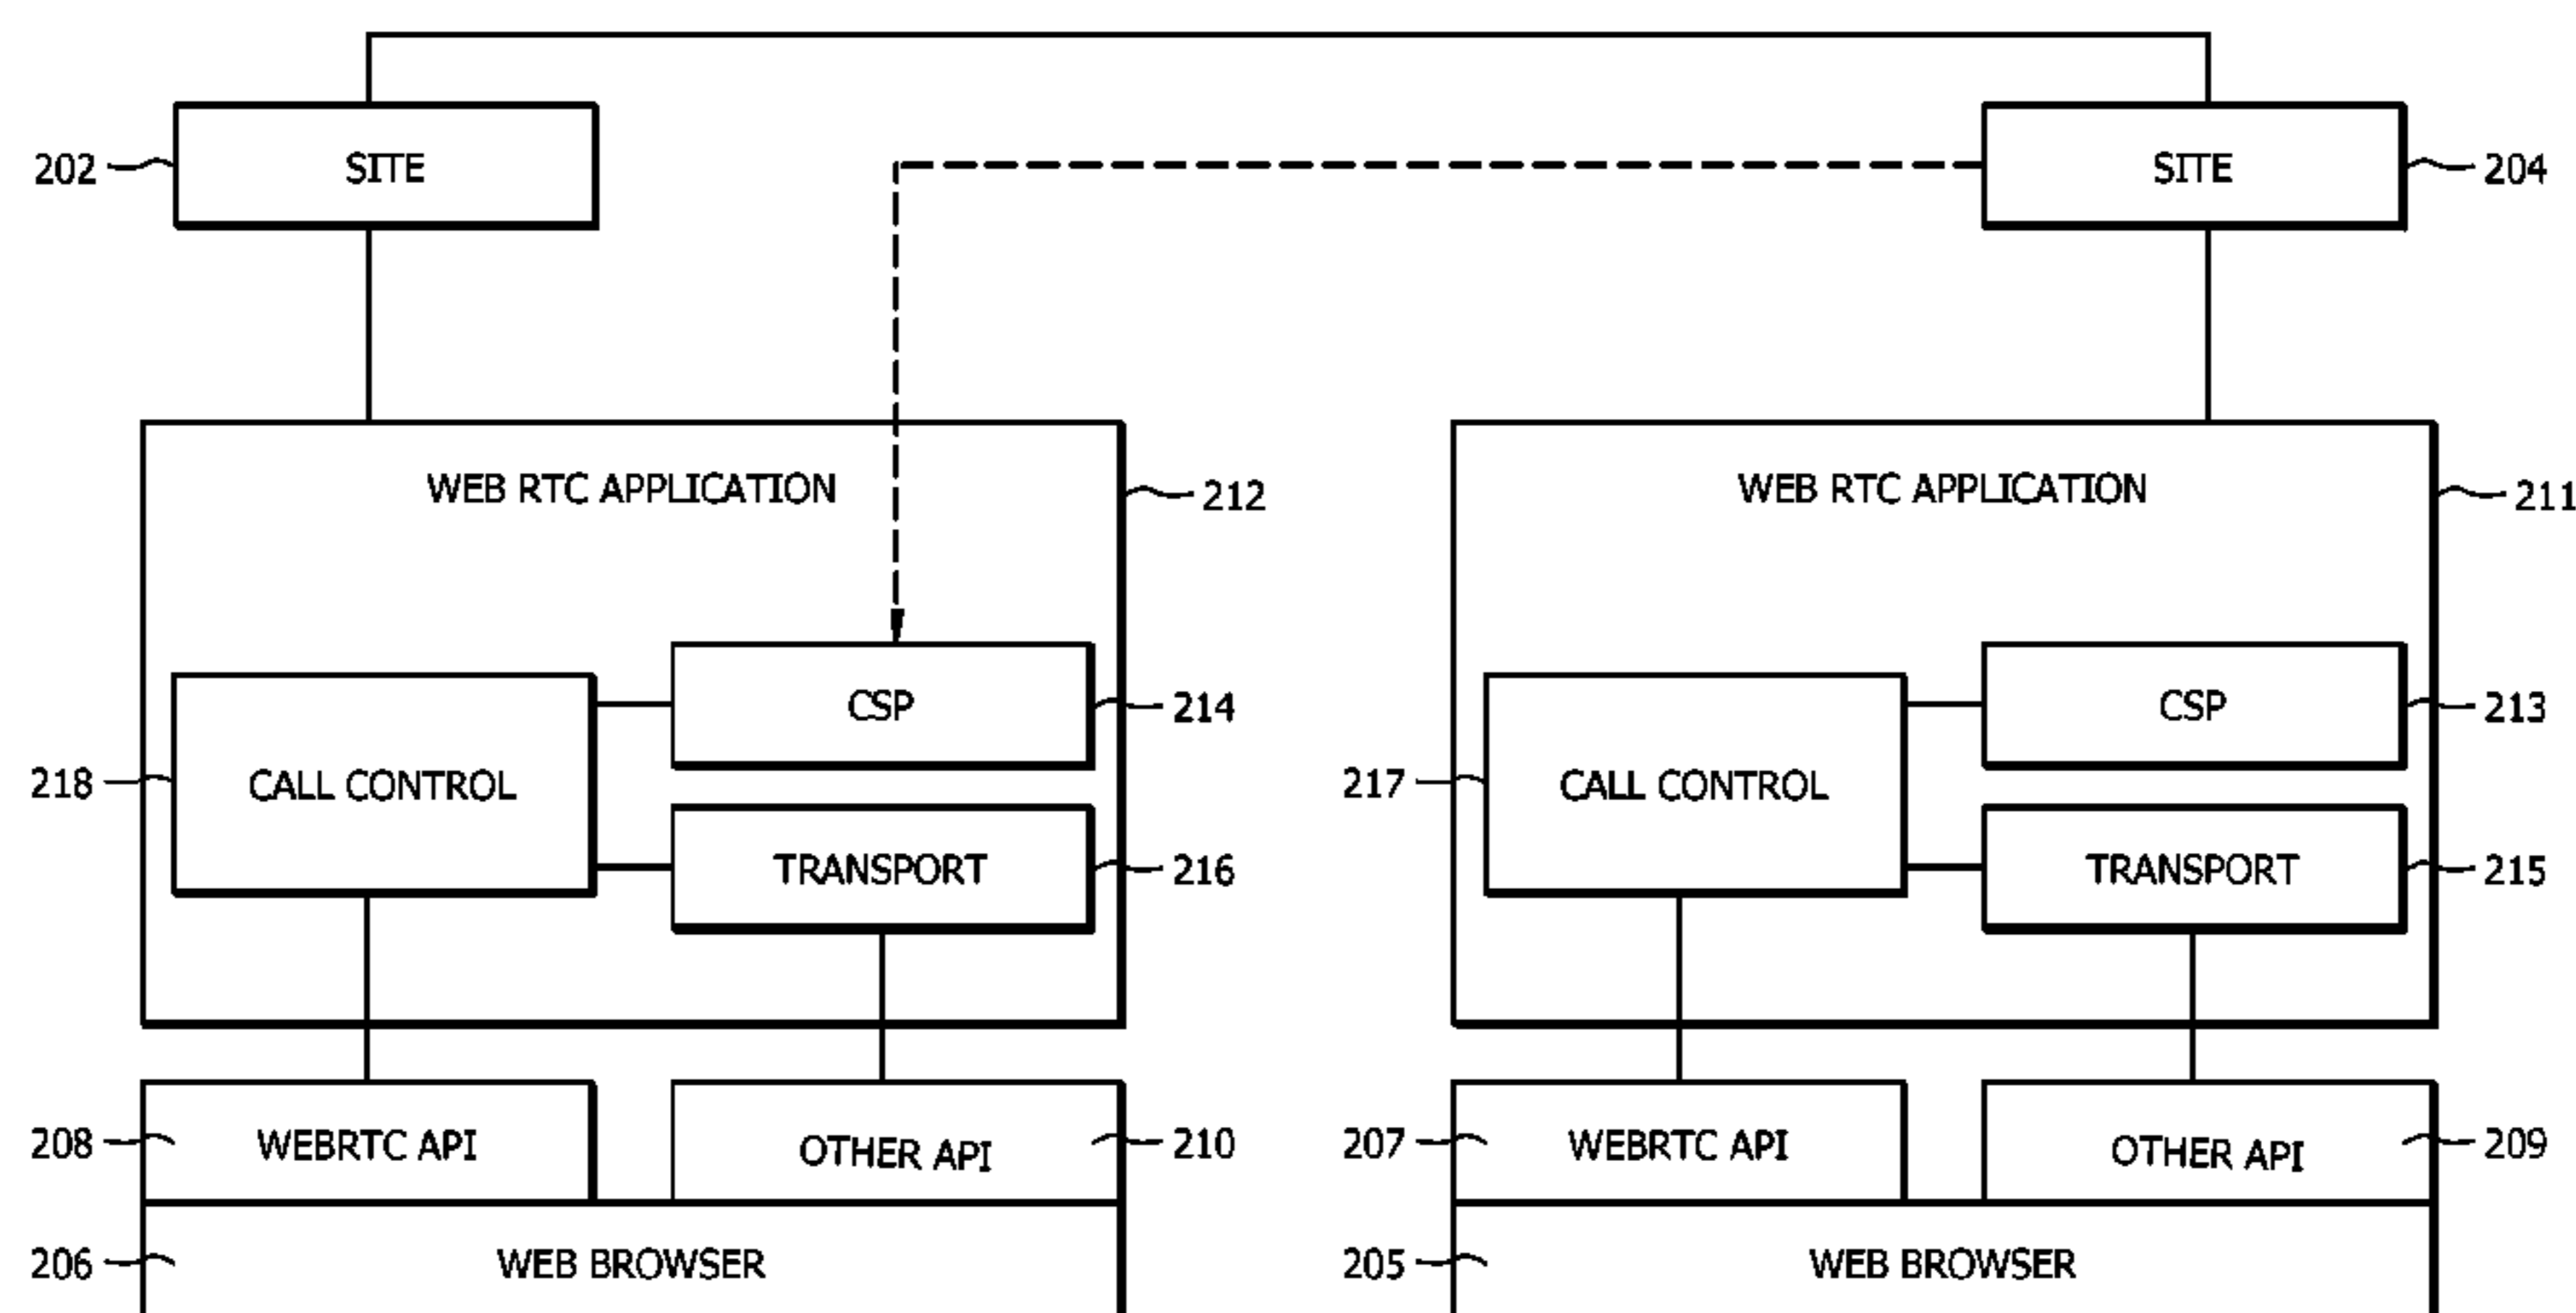 202 SITE SITE 204
WEB RTC APPLICATION 212 WEB RTC APPLICATION 211
CSP 214 CSP 213
218 CALL CONTROL 217 CALL CONTROL
TRANSPORT 216 TRANSPORT 215
208 WEBRTC API OTHER API 210 207 WEBRTC API OTHER API 209
206 WEB BROWSER 205 WEB BROWSER